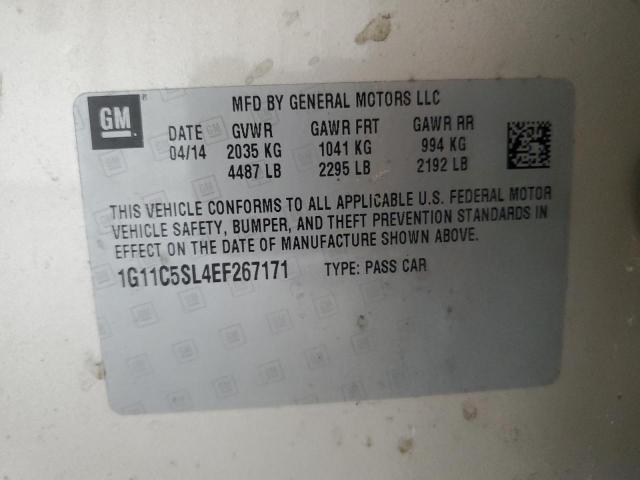 GM
MFD BY GENERAL MOTORS LLC
DATE GVWR GAWR FRT GAWR RR
04/14 2035 KG 1041 KG 994 KG
4487 LB 2295 LB 2192 LB
THIS VEHICLE CONFORMS TO ALL APPLICABLE U.S. FEDERAL MOTOR
VEHICLE SAFETY, BUMPER, AND THEFT PREVENTION STANDARDS IN
EFFECT ON THE DATE OF MANUFACTURE SHOWN ABOVE.
1G11C5SL4EF267171 TYPE: PASS CAR